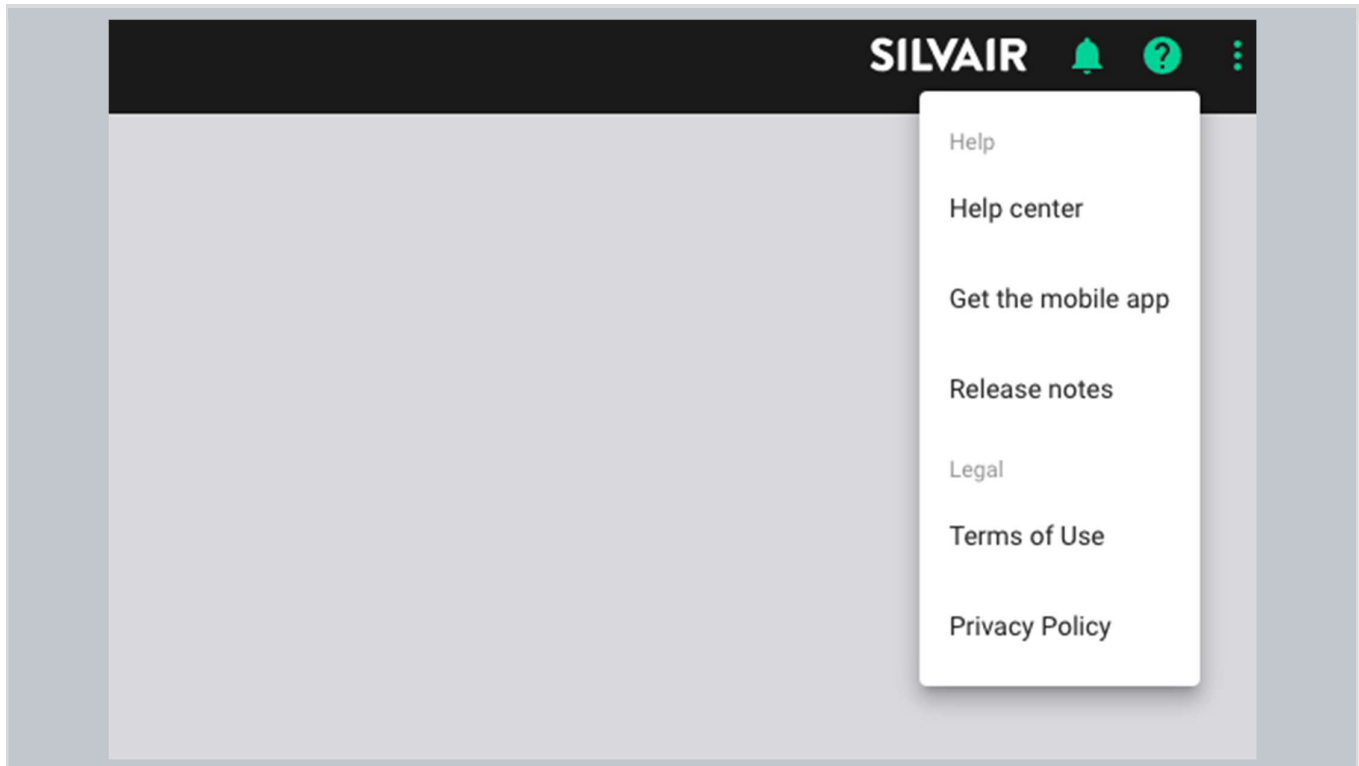 SILVAIR
Help
Help center
Get the mobile app
Release notes
Legal
Terms of Use
Privacy Policy